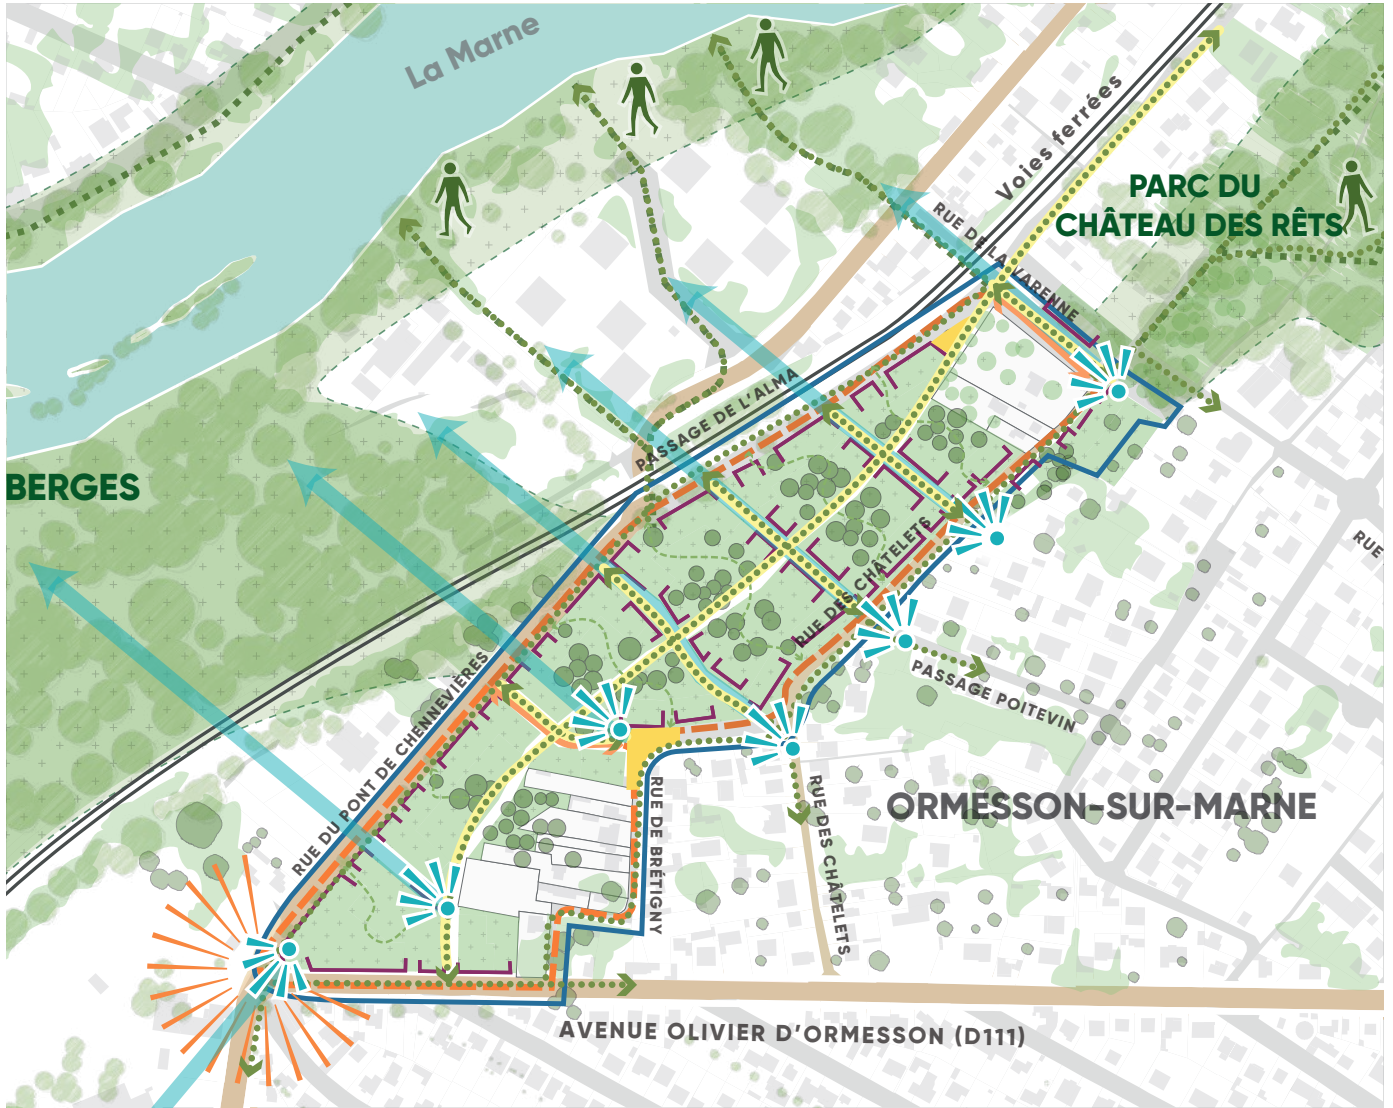 La Marne
Voies ferrées
PARC DU
CHÂTEAU DES RÊTS
RUE DE LA VARENNE
PASSAGE DE L'ALMA
BERGES
RUE DES CHÂTELETS
RUE
PASSAGE POITEVIN
RUE DU PONT DE CHENNEVIÈRES
ORMESSON-SUR-MARNE
RUE DE BRÉTIGNY
RUE DES CHÂTELETS
AVENUE OLIVIER D'ORMESSON (D111)